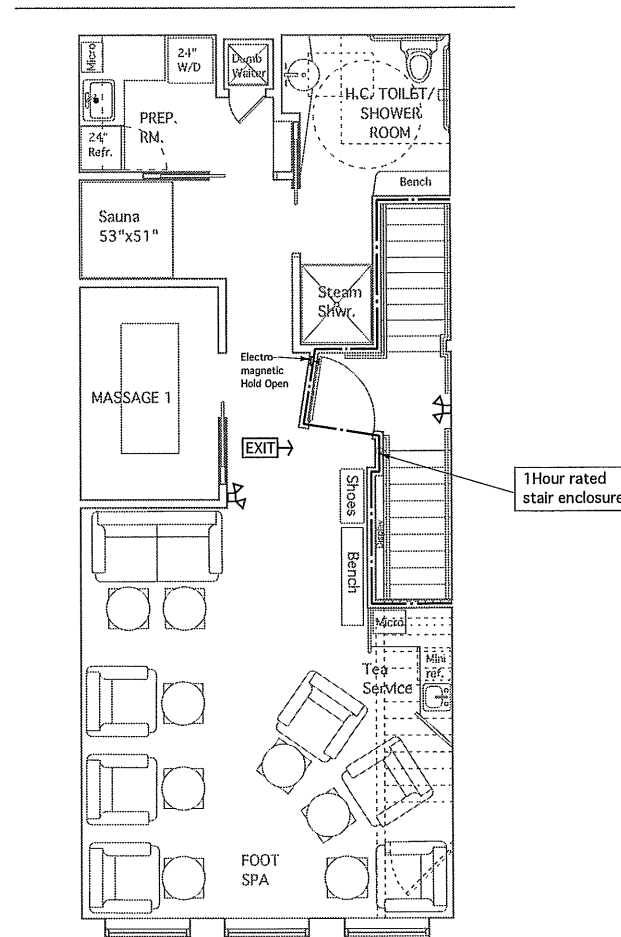 Micro
24"
W/D
Dumb
Waiter
H.C. TOILET/
SHOWER
ROOM
PREP.
RM.
24"
Refr.
Bench
Sauna
53"x51"
Steam
Shwr.
Electro-
magnetic
Hold Open
MASSAGE 1
EXIT
1Hour rated
stair enclosure
Shoes
Display
Bench
Micro
Tea
Service
Mini
ref.
FOOT
SPA